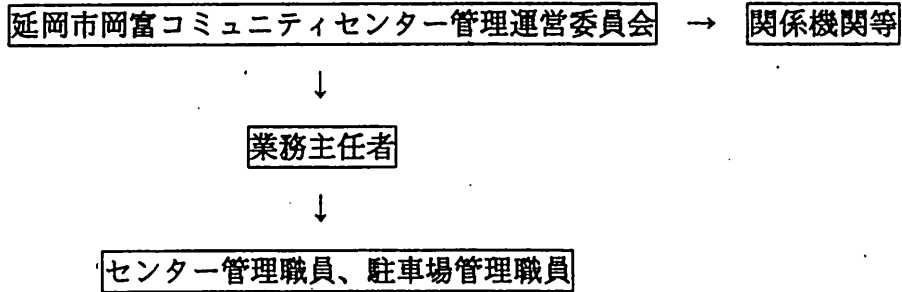 延岡市岡富コミュニティセンター管理運営委員会 → 関係機関等
↓
業務主任者
↓
センター管理職員、駐車場管理職員